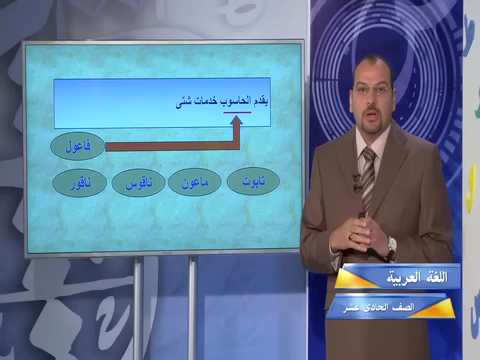 يقدم الحاسوب خدمات شتى
فاعول
تابوت
ماعون
ناقوس
ناقور
اللغة العربية
الصف الحادي عشر